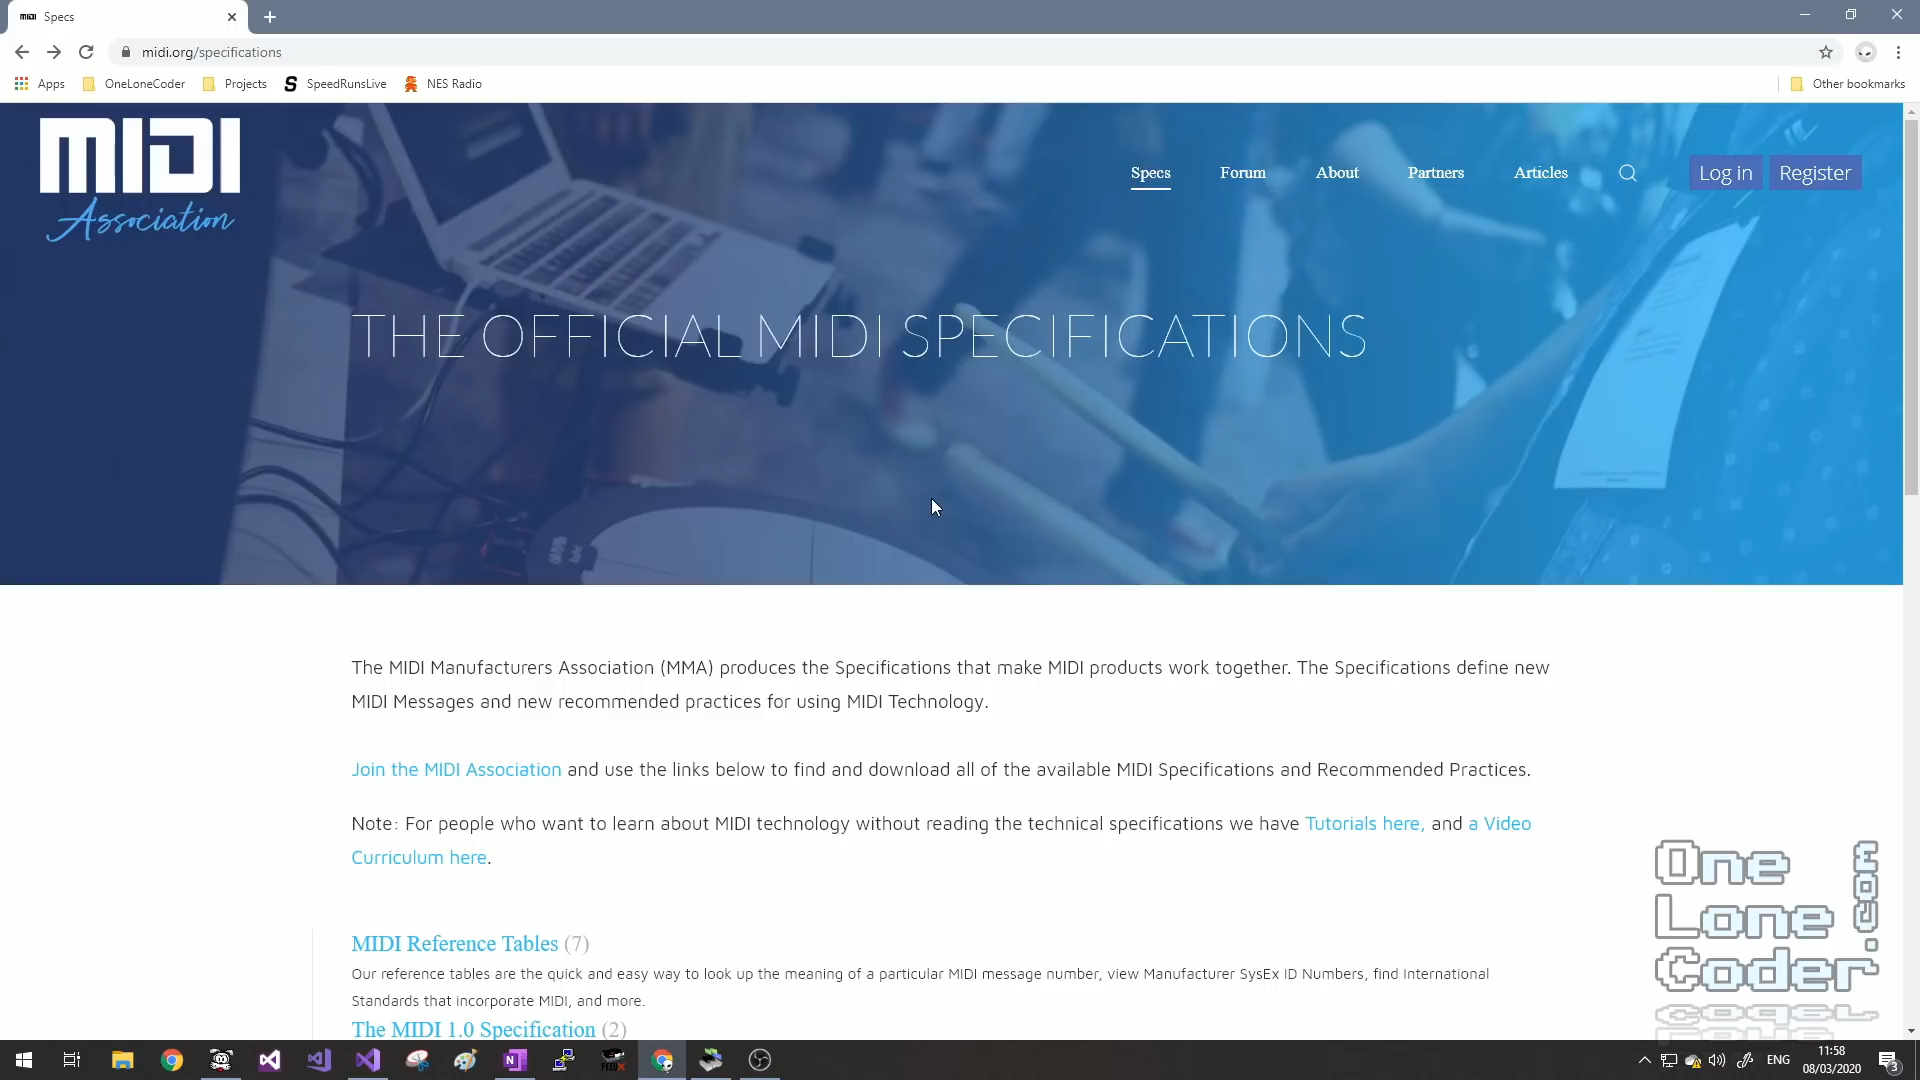 Specs
midi.org/specifications
Apps OneLoneCoder Projects SpeedRunsLive NES Radio Other bookmarks
MIDI
Association
Specs Forum About Partners Articles Log in Register
THE OFFICIAL MIDI SPECIFICATIONS
The MIDI Manufacturers Association (MMA) produces the Specifications that make MIDI products work together. The Specifications define new
MIDI Messages and new recommended practices for using MIDI Technology.
Join the MIDI Association and use the links below to find and download all of the available MIDI Specifications and Recommended Practices.
Note: For people who want to learn about MIDI technology without reading the technical specifications we have Tutorials here, and a Video
Curriculum here.
MIDI Reference Tables (7)
Our reference tables are the quick and easy way to look up the meaning of a particular MIDI message number, view Manufacturer SysEx ID Numbers, find International
Standards that incorporate MIDI, and more.
The MIDI 1.0 Specification (2)
One
Lone
Coder
.com
ENG
11:58
08/03/2020
3